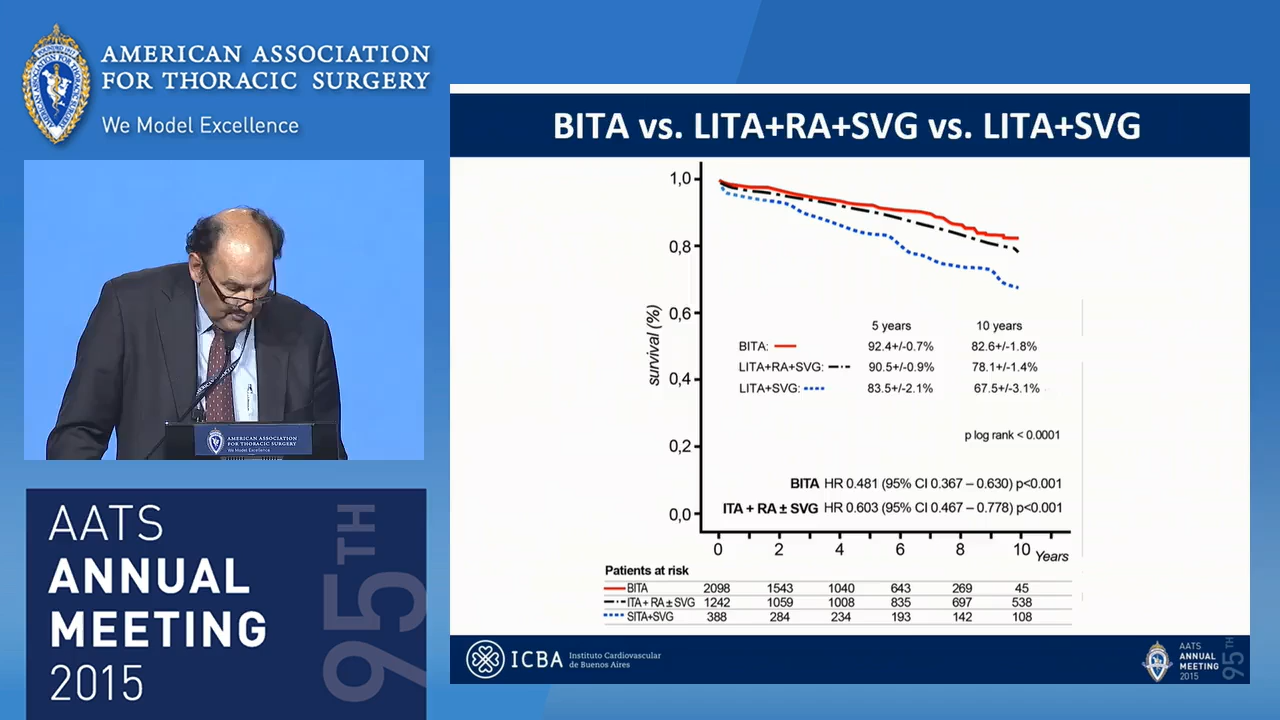 AMERICAN ASSOCIATION
FOR THORACIC SURGERY
We Model Excellence
AMERICAN ASSOCIATION
FOR THORACIC SURGERY
We Model Excellence
AATS
ANNUAL
MEETING
2015
95TH
BITA vs. LITA+RA+SVG vs. LITA+SVG
1,0
0,8
0,6
0,4
0,2
0,0
survival (%)
5 years 10 years
BITA: 92.4+/-0.7% 82.6+/-1.8%
LITA+RA+SVG: 90.5+/-0.9% 78.1+/-1.4%
LITA+SVG: 83.5+/-2.1% 67.5+/-3.1%
p log rank < 0.0001
BITA HR 0.481 (95% CI 0.367 – 0.630) p<0.001
ITA + RA ± SVG HR 0.603 (95% CI 0.467 – 0.778) p<0.001
0 2 4 6 8 10 Years
Patients at risk
BITA 2098 1543 1040 643 269 45
ITA + RA ± SVG 1242 1059 1008 835 697 538
SITA+SVG 388 284 234 193 142 108
ICBA Instituto Cardiovascular
de Buenos Aires
AATS
ANNUAL
MEETING
2015
95TH